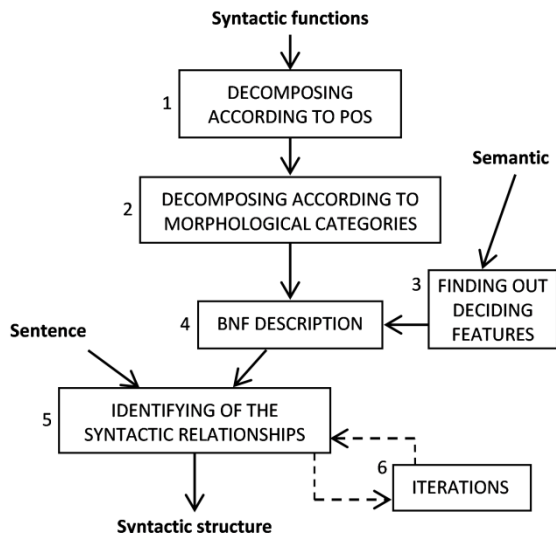 Syntactic functions
1
DECOMPOSING
ACCORDING TO POS
Semantic
2
DECOMPOSING ACCORDING TO
MORPHOLOGICAL CATEGORIES
3
FINDING OUT
DECIDING
FEATURES
4
BNF DESCRIPTION
Sentence
5
IDENTIFYING OF THE
SYNTACTIC RELATIONSHIPS
6
ITERATIONS
Syntactic structure